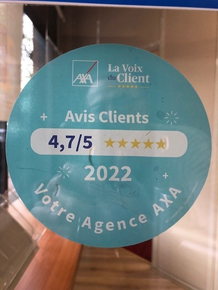 AXA
La Voix
du Client
Avis Clients
4,7/5
2022
Votre Agence AXA